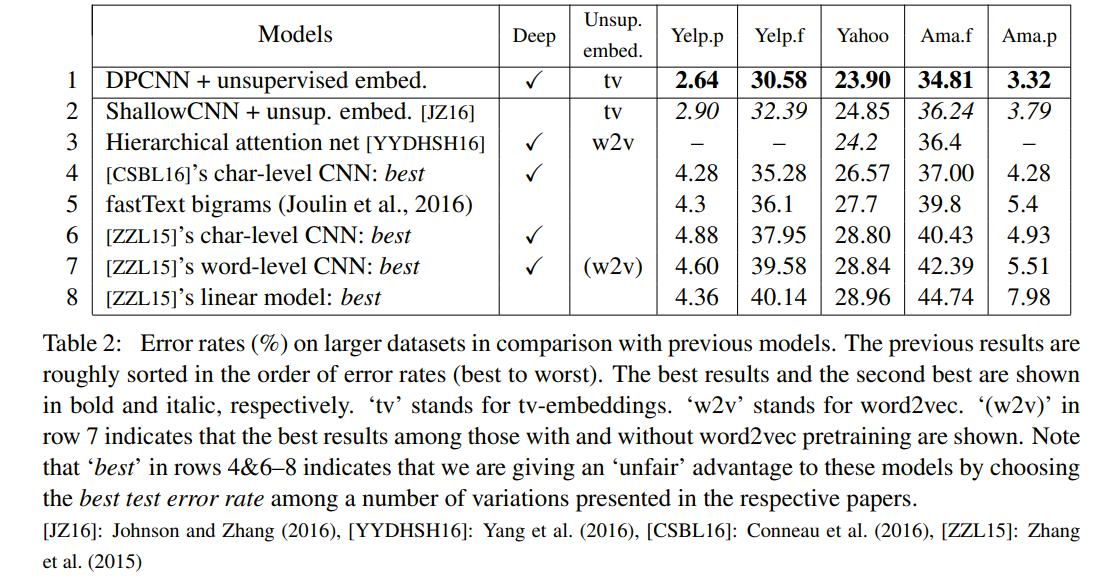 Models Deep Unsup. embed. Yelp.p Yelp.f Yahoo Ama.f Ama.p
1 DPCNN + unsupervised embed. ✓ tv 2.64 30.58 23.90 34.81 3.32
2 ShallowCNN + unsup. embed. [JZ16] tv 2.90 32.39 24.85 36.24 3.79
3 Hierarchical attention net [YYDHSH16] ✓ w2v – – 24.2 36.4 –
4 [CSBL16]'s char-level CNN: best ✓ 4.28 35.28 26.57 37.00 4.28
5 fastText bigrams (Joulin et al., 2016) 4.3 36.1 27.7 39.8 5.4
6 [ZZL15]'s char-level CNN: best ✓ 4.88 37.95 28.80 40.43 4.93
7 [ZZL15]'s word-level CNN: best ✓ (w2v) 4.60 39.58 28.84 42.39 5.51
8 [ZZL15]'s linear model: best 4.36 40.14 28.96 44.74 7.98
Table 2: Error rates (%) on larger datasets in comparison with previous models. The previous results are
roughly sorted in the order of error rates (best to worst). The best results and the second best are shown
in bold and italic, respectively. ‘tv’ stands for tv-embeddings. ‘w2v’ stands for word2vec. ‘(w2v)’ in
row 7 indicates that the best results among those with and without word2vec pretraining are shown. Note
that ‘best’ in rows 4&6–8 indicates that we are giving an ‘unfair’ advantage to these models by choosing
the best test error rate among a number of variations presented in the respective papers.
[JZ16]: Johnson and Zhang (2016), [YYDHSH16]: Yang et al. (2016), [CSBL16]: Conneau et al. (2016), [ZZL15]: Zhang
et al. (2015)